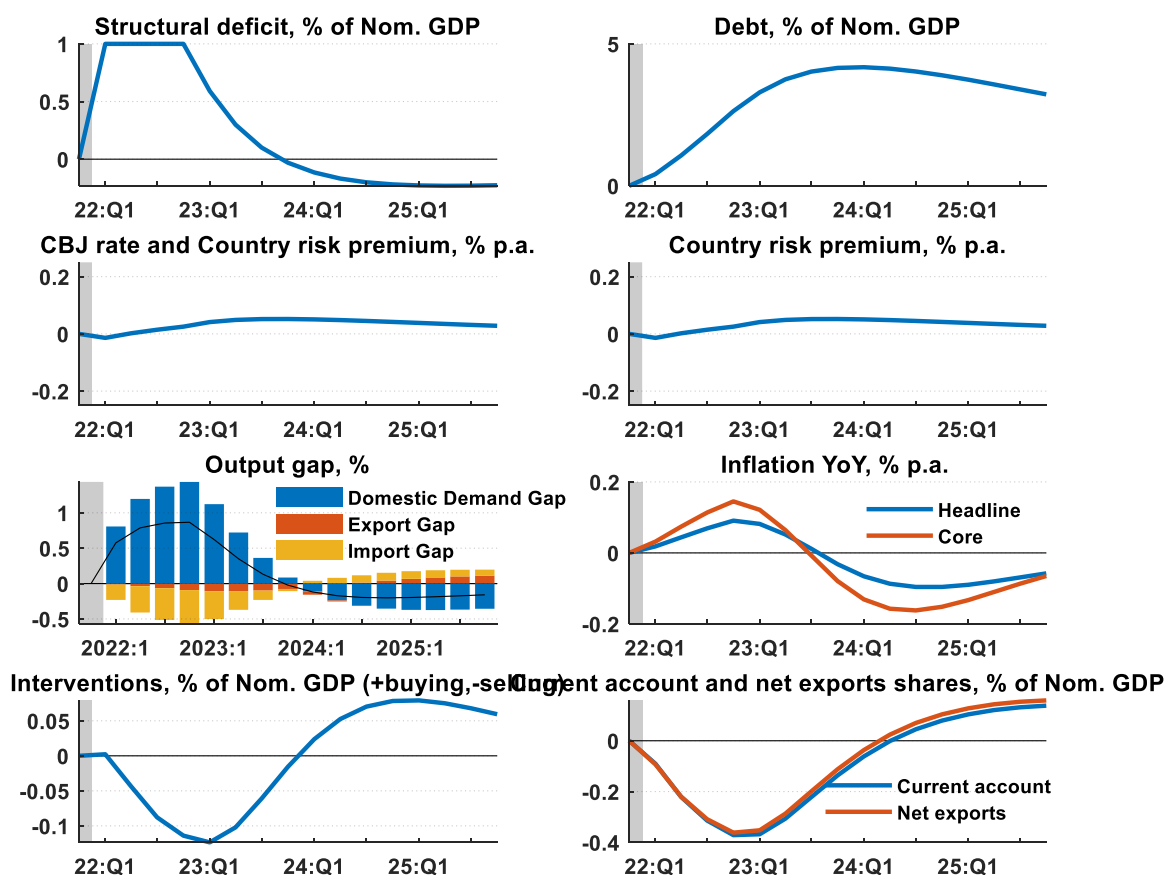 Structural deficit, % of Nom. GDP
1
0.5
0
22:Q1 23:Q1 24:Q1 25:Q1
Debt, % of Nom. GDP
5
0
22:Q1 23:Q1 24:Q1 25:Q1
CBJ rate and Country risk premium, % p.a.
0.2
0
-0.2
22:Q1 23:Q1 24:Q1 25:Q1
Country risk premium, % p.a.
0.2
0
-0.2
22:Q1 23:Q1 24:Q1 25:Q1
Output gap, %
1
0.5
0
-0.5
Domestic Demand Gap
Export Gap
Import Gap
2022:1 2023:1 2024:1 2025:1
Inflation YoY, % p.a.
0.2
0
-0.2
Headline
Core
22:Q1 23:Q1 24:Q1 25:Q1
Interventions, % of Nom. GDP (+buying,-selling)
0.05
0
-0.05
-0.1
22:Q1 23:Q1 24:Q1 25:Q1
Current account and net exports shares, % of Nom. GDP
0
-0.2
-0.4
Current account
Net exports
22:Q1 23:Q1 24:Q1 25:Q1